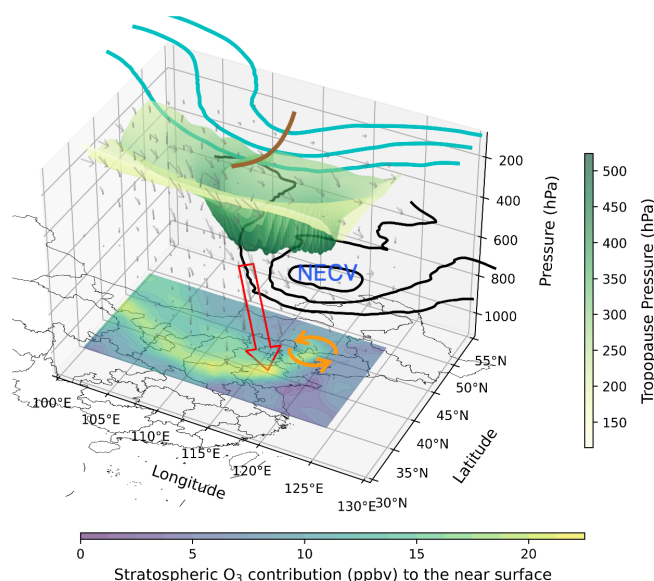 200
400
600
800
1000
Pressure (hPa)
NECV
500
450
400
350
300
250
200
150
Tropopause Pressure (hPa)
55°N
50°N
45°N
40°N
35°N
30°N
Latitude
100°E
105°E
110°E
115°E
120°E
125°E
130°E
Longitude
0 5 10 15 20
Stratospheric O₃ contribution (ppbv) to the near surface